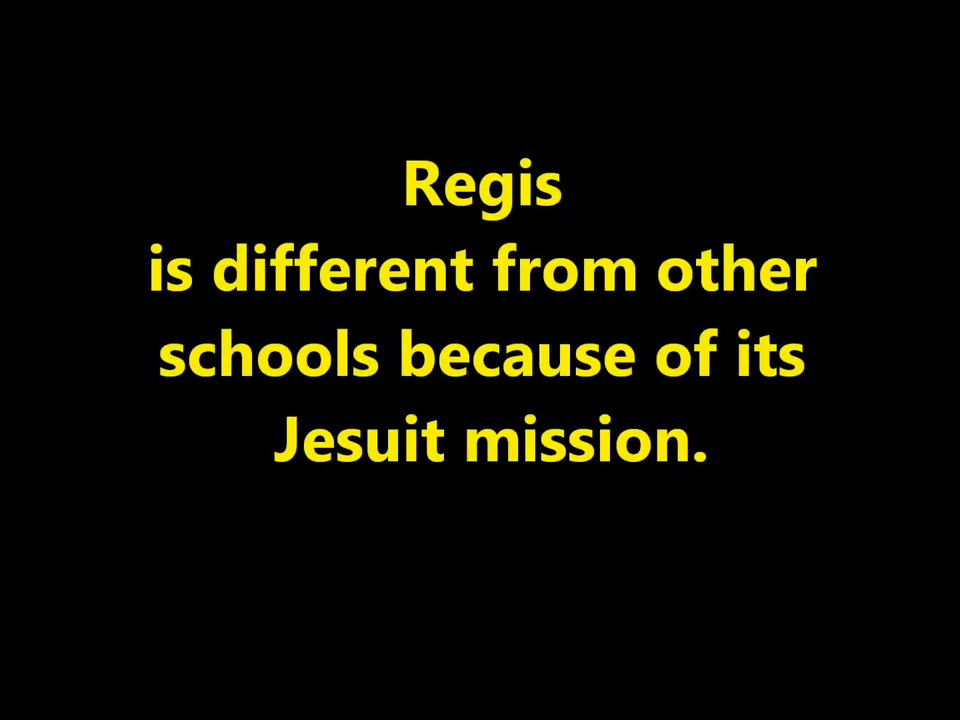 Regis
is different from other
schools because of its
Jesuit mission.